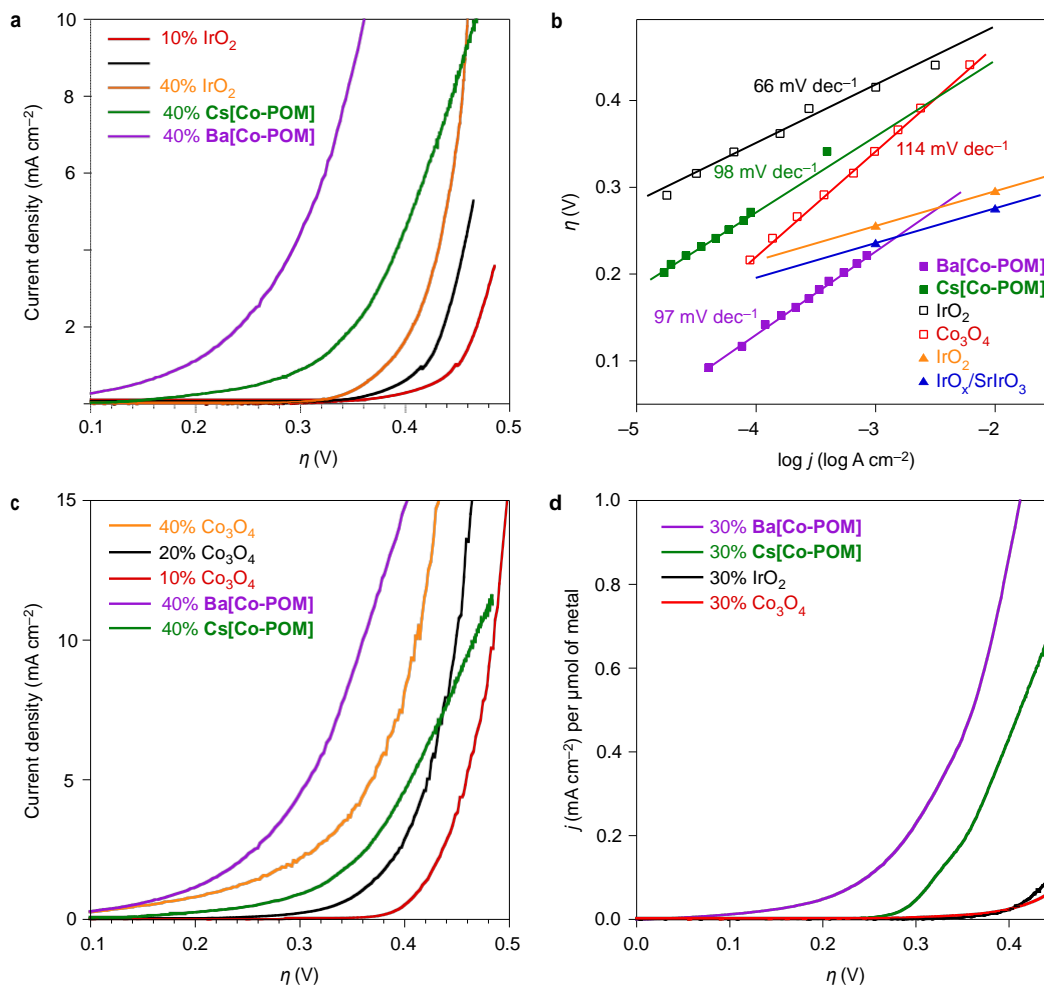 a
10
8
6
4
2
Current density (mA cm⁻²)
10% IrO₂
40% IrO₂
40% Cs[Co-POM]
40% Ba[Co-POM]
0.1 0.2 0.3 0.4 0.5
η (V)
b
0.4
0.3
0.2
0.1
η (V)
66 mV dec⁻¹
98 mV dec⁻¹
114 mV dec⁻¹
97 mV dec⁻¹
Ba[Co-POM]
Cs[Co-POM]
IrO₂
Co₃O₄
IrO₂
IrOₓ/SrIrO₃
–5 –4 –3 –2
log j (log A cm⁻²)
c
15
10
5
0
Current density (mA cm⁻²)
40% Co₃O₄
20% Co₃O₄
10% Co₃O₄
40% Ba[Co-POM]
40% Cs[Co-POM]
0.1 0.2 0.3 0.4 0.5
η (V)
d
1.0
0.8
0.6
0.4
0.2
0.0
j (mA cm⁻²) per µmol of metal
30% Ba[Co-POM]
30% Cs[Co-POM]
30% IrO₂
30% Co₃O₄
0.0 0.1 0.2 0.3 0.4
η (V)